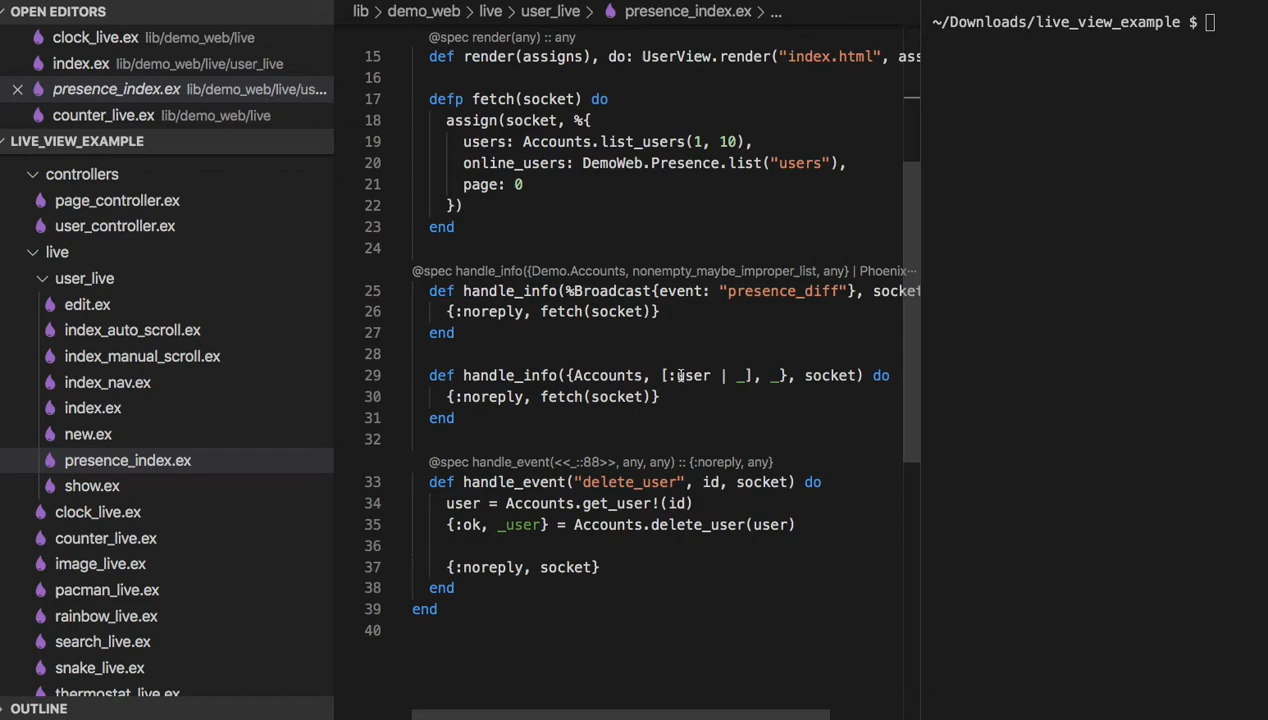 OPEN EDITORS
clock_live.ex lib/demo_web/live
index.ex lib/demo_web/live/user_live
presence_index.ex lib/demo_web/live/us...
counter_live.ex lib/demo_web/live
LIVE_VIEW_EXAMPLE
controllers
page_controller.ex
user_controller.ex
live
user_live
edit.ex
index_auto_scroll.ex
index_manual_scroll.ex
index_nav.ex
index.ex
new.ex
presence_index.ex
show.ex
clock_live.ex
counter_live.ex
image_live.ex
pacman_live.ex
rainbow_live.ex
search_live.ex
snake_live.ex
thermostat_live.ex
OUTLINE
lib > demo_web > live > user_live > presence_index.ex > ...
@spec render(any) :: any
15 def render(assigns), do: UserView.render("index.html", ass
16
17 defp fetch(socket) do
18 assign(socket, %{
19 users: Accounts.list_users(1, 10),
20 online_users: DemoWeb.Presence.list("users"),
21 page: 0
22 })
23 end
24
@spec handle_info({Demo.Accounts, nonempty_maybe_improper_list, any} | Phoenix...
25 def handle_info(%Broadcast{event: "presence_diff"}, socket
26 {:noreply, fetch(socket)}
27 end
28
29 def handle_info({Accounts, [:user | _], _}, socket) do
30 {:noreply, fetch(socket)}
31 end
32
@spec handle_event(<<_::88>>, any, any) :: {:noreply, any}
33 def handle_event("delete_user", id, socket) do
34 user = Accounts.get_user!(id)
35 {:ok, _user} = Accounts.delete_user(user)
36
37 {:noreply, socket}
38 end
39 end
40
~/Downloads/live_view_example $